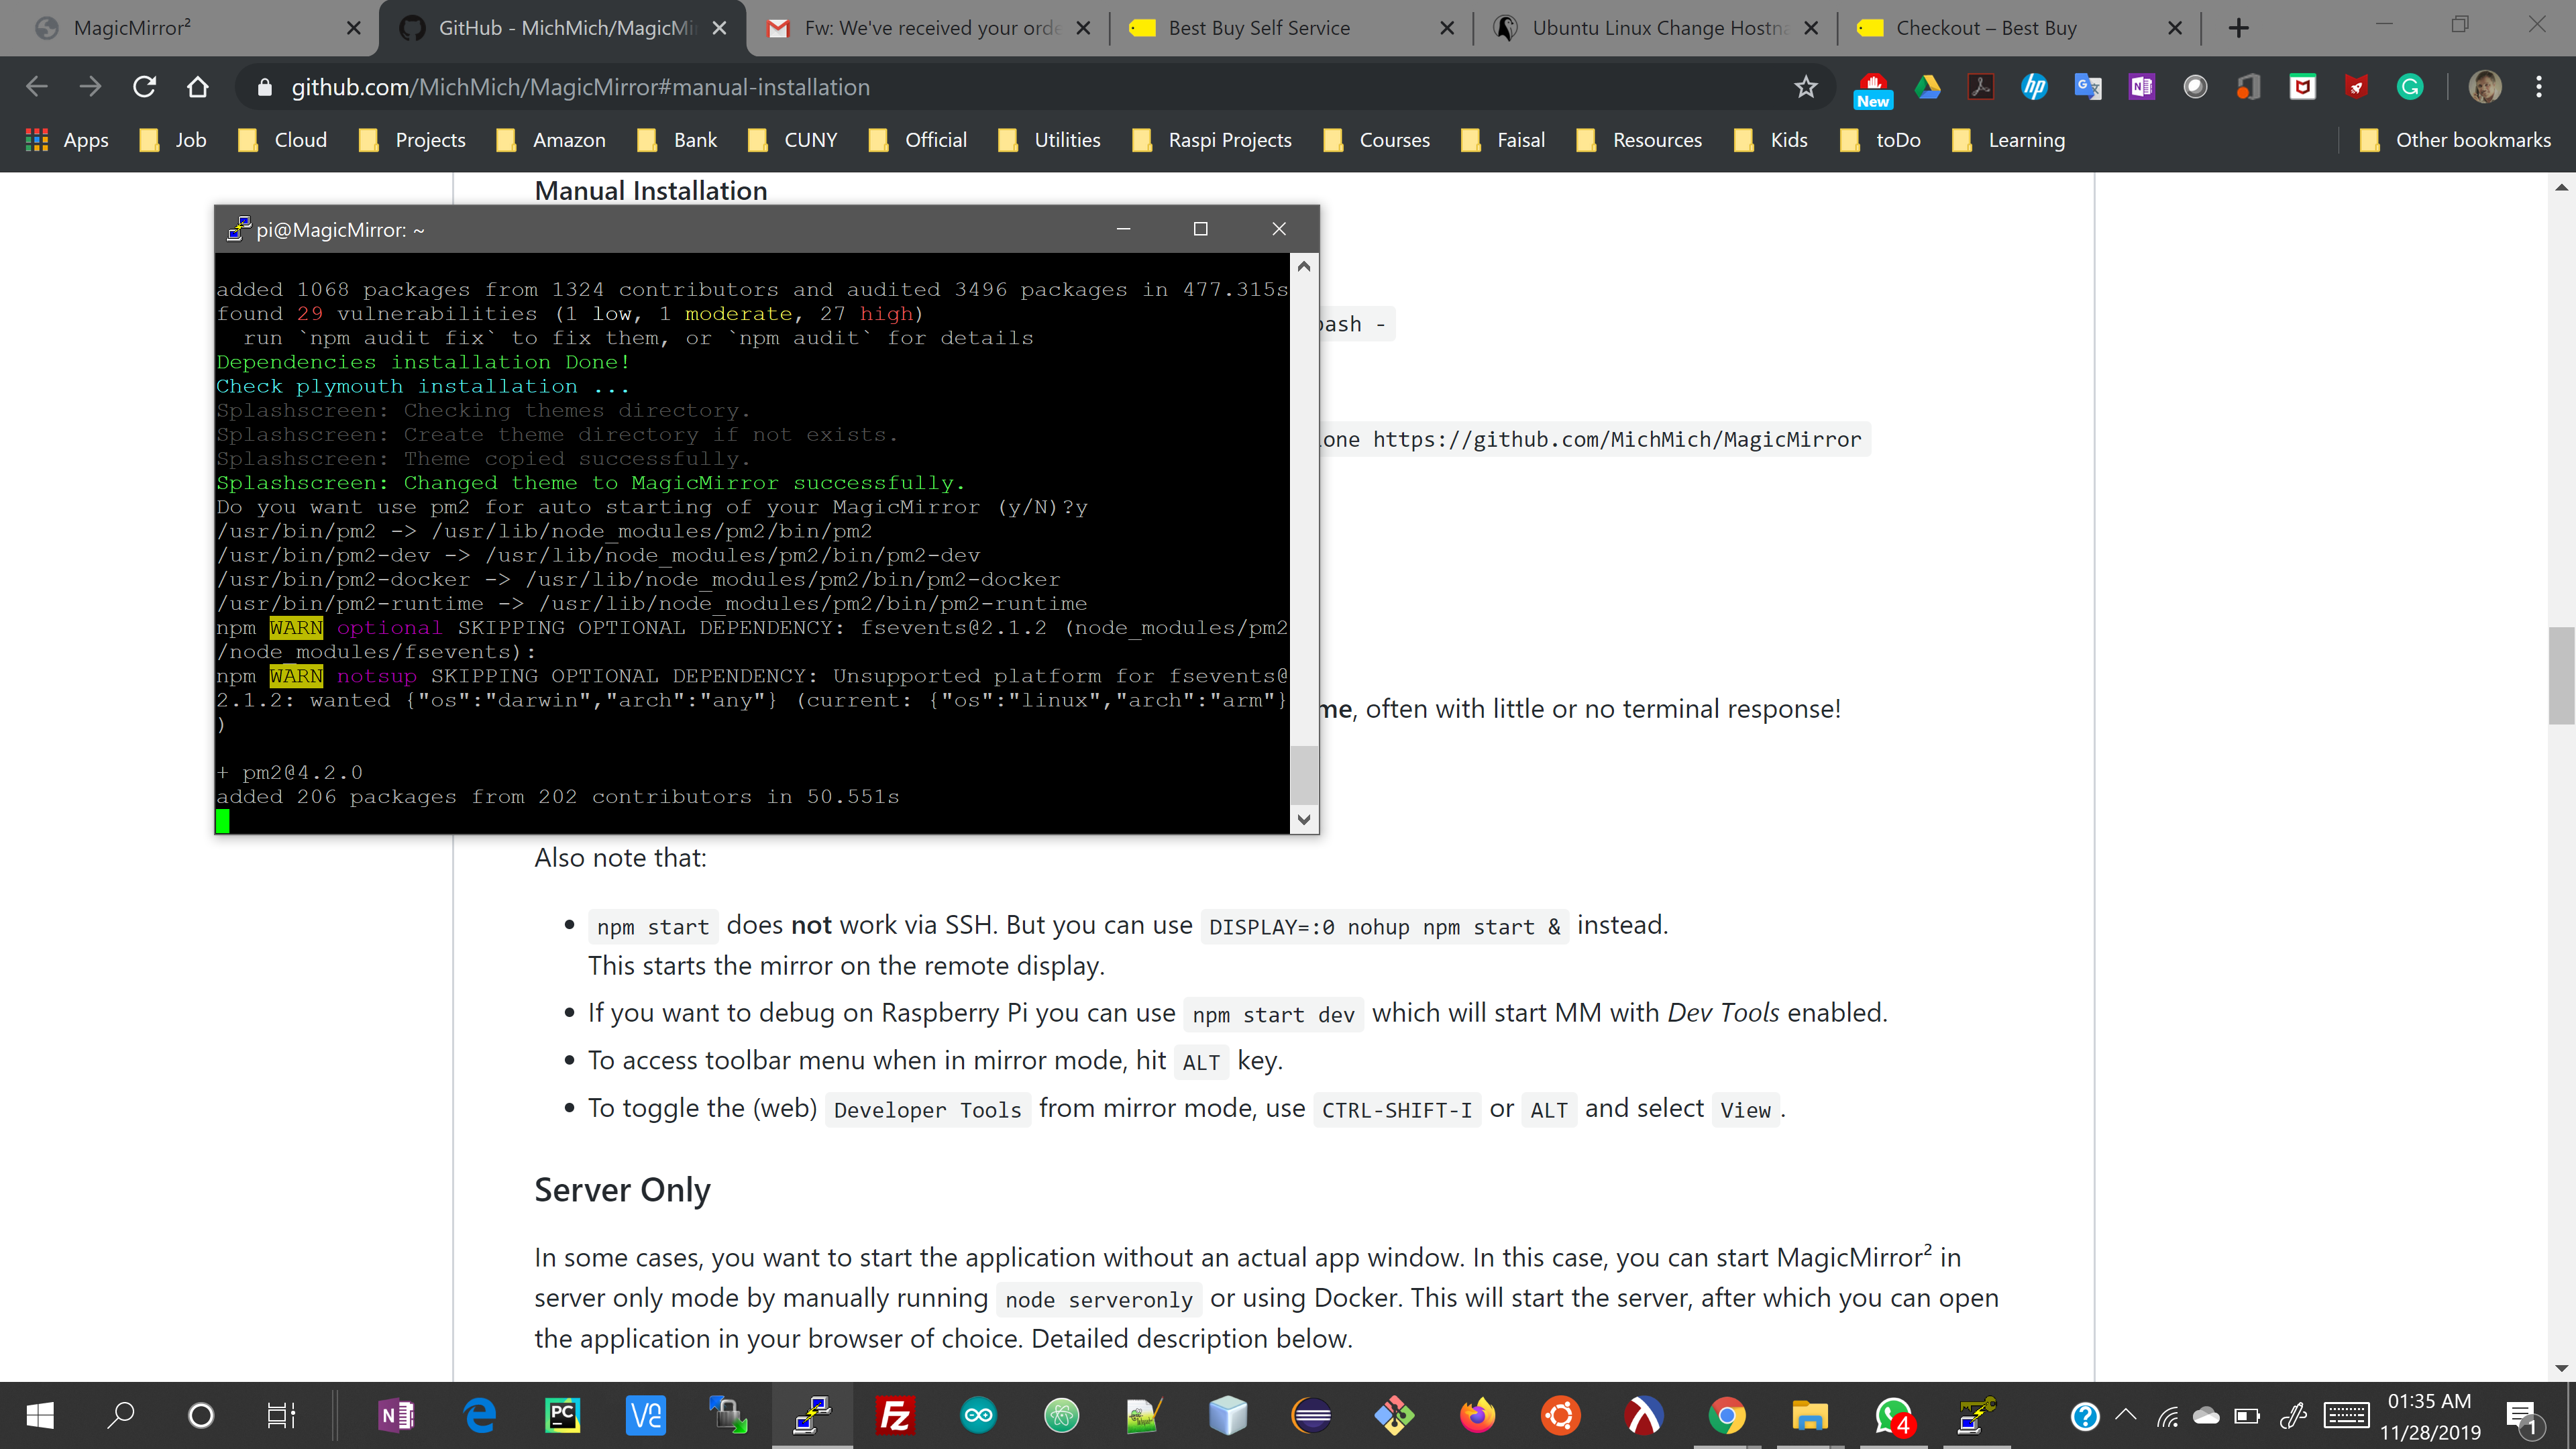 MagicMirror²
GitHub - MichMich/MagicMi
Fw: We've received your orde
Best Buy Self Service
Ubuntu Linux Change Hostna
Checkout – Best Buy
github.com/MichMich/MagicMirror#manual-installation
New
Apps
Job
Cloud
Projects
Amazon
Bank
CUNY
Official
Utilities
Raspi Projects
Courses
Faisal
Resources
Kids
toDo
Learning
Other bookmarks
Manual Installation
pi@MagicMirror: ~
added 1068 packages from 1324 contributors and audited 3496 packages in 477.315s
found 29 vulnerabilities (1 low, 1 moderate, 27 high)
run `npm audit fix` to fix them, or `npm audit` for details
Dependencies installation Done!
Check plymouth installation ...
Splashscreen: Checking themes directory.
Splashscreen: Create theme directory if not exists.
Splashscreen: Theme copied successfully.
Splashscreen: Changed theme to MagicMirror successfully.
Do you want use pm2 for auto starting of your MagicMirror (y/N)?y
/usr/bin/pm2 -> /usr/lib/node_modules/pm2/bin/pm2
/usr/bin/pm2-dev -> /usr/lib/node_modules/pm2/bin/pm2-dev
/usr/bin/pm2-docker -> /usr/lib/node_modules/pm2/bin/pm2-docker
/usr/bin/pm2-runtime -> /usr/lib/node_modules/pm2/bin/pm2-runtime
npm WARN optional SKIPPING OPTIONAL DEPENDENCY: fsevents@2.1.2 (node_modules/pm2
/node_modules/fsevents):
npm WARN notsup SKIPPING OPTIONAL DEPENDENCY: Unsupported platform for fsevents@
2.1.2: wanted {"os":"darwin","arch":"any"} (current: {"os":"linux","arch":"arm"}
)
+ pm2@4.2.0
added 206 packages from 202 contributors in 50.551s
bash -
lone https://github.com/MichMich/MagicMirror
me, often with little or no terminal response!
Also note that:
npm start does not work via SSH. But you can use DISPLAY=:0 nohup npm start & instead.
This starts the mirror on the remote display.
If you want to debug on Raspberry Pi you can use npm start dev which will start MM with Dev Tools enabled.
To access toolbar menu when in mirror mode, hit ALT key.
To toggle the (web) Developer Tools from mirror mode, use CTRL-SHIFT-I or ALT and select View.
Server Only
In some cases, you want to start the application without an actual app window. In this case, you can start MagicMirror² in
server only mode by manually running node serveronly or using Docker. This will start the server, after which you can open
the application in your browser of choice. Detailed description below.
4
01:35 AM
11/28/2019
1